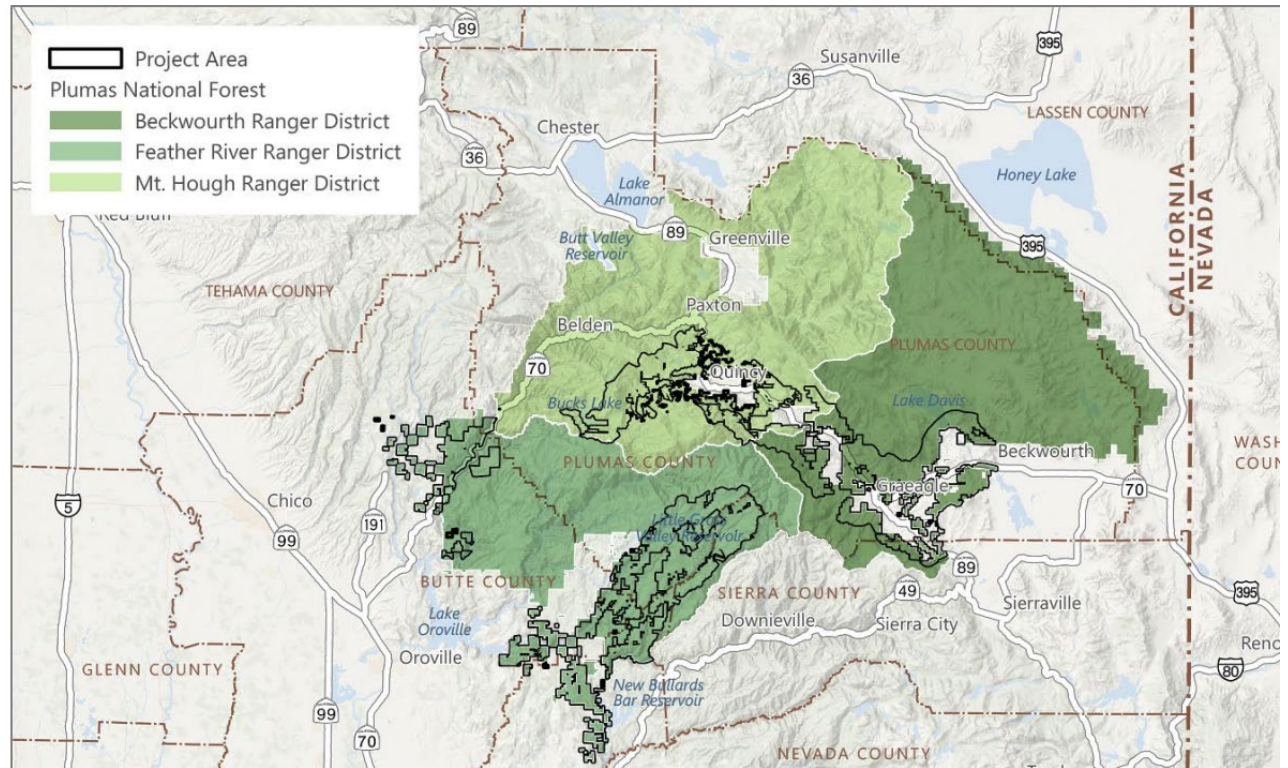 Project Area
Plumas National Forest
Beckwourth Ranger District
Feather River Ranger District
Mt. Hough Ranger District
89
395
Susanville
36
LASSEN COUNTY
Chester
36
Lake
Almanor
Honey Lake
CALIFORNIA
NEVADA
Red Bluff
89
Greenville
Butt Valley
Reservoir
395
TEHAMA COUNTY
Paxton
Belden
PLUMAS COUNTY
70
Quincy
Bucks Lake
Lake Davis
Beckwourth
PLUMAS COUNTY
Graeagle
70
Chico
5
99
191
Little Grass
Valley Reservoir
BUTTE COUNTY
89
SIERRA COUNTY
49
Sierraville
395
Lake
Oroville
Downieville
Sierra City
Oroville
GLENN COUNTY
80
New Bullards
Bar Reservoir
99
70
NEVADA COUNTY